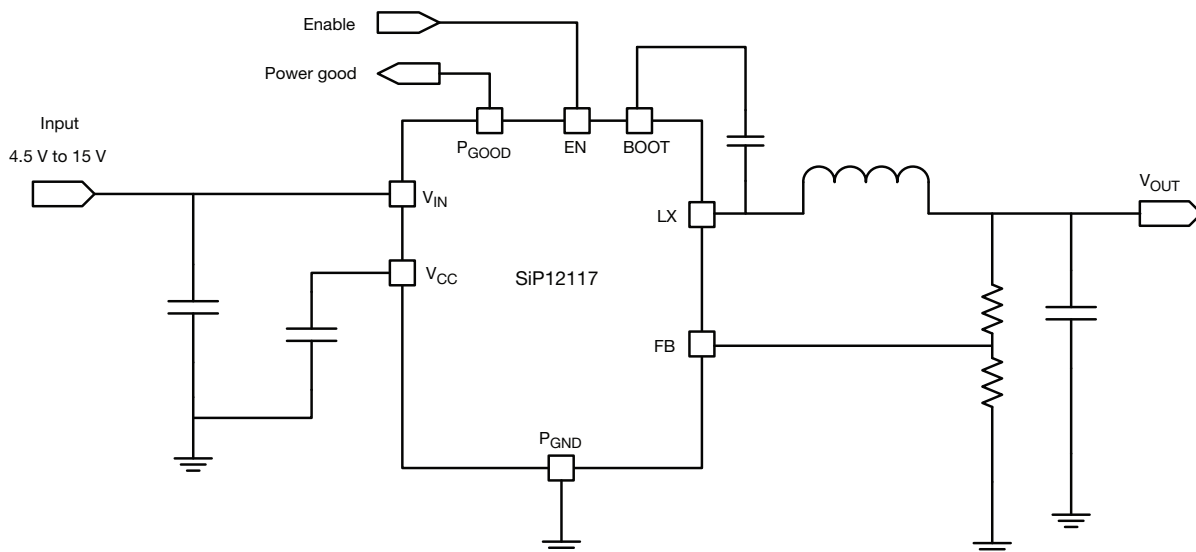 Enable
Power good
Input
4.5 V to 15 V
PGOOD
EN
BOOT
VIN
LX
VOUT
VCC
SiP12117
FB
PGND